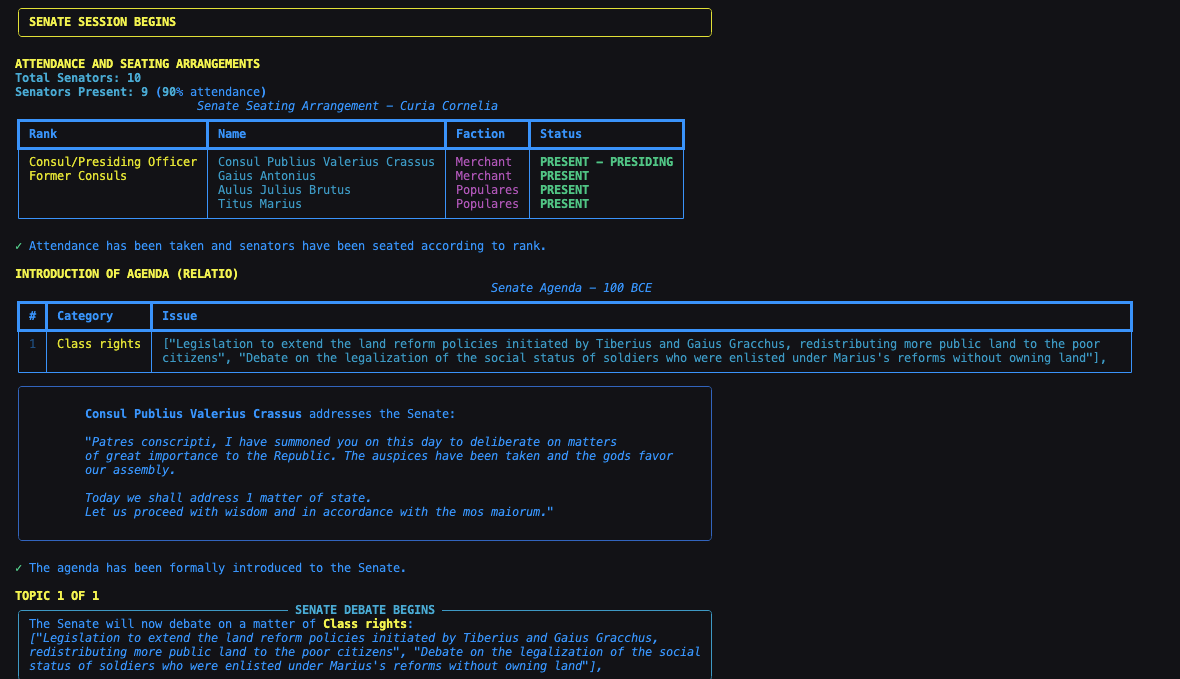 SENATE SESSION BEGINS
ATTENDANCE AND SEATING ARRANGEMENTS
Total Senators: 10
Senators Present: 9 (90% attendance)
Senate Seating Arrangement – Curia Cornelia
Rank Name Faction Status
Consul/Presiding Officer Consul Publius Valerius Crassus Merchant PRESENT – PRESIDING
Former Consuls Gaius Antonius Merchant PRESENT
Aulus Julius Brutus Populares PRESENT
Titus Marius Populares PRESENT
✓ Attendance has been taken and senators have been seated according to rank.
INTRODUCTION OF AGENDA (RELATIO)
Senate Agenda – 100 BCE
# Category Issue
1 Class rights ["Legislation to extend the land reform policies initiated by Tiberius and Gaius Gracchus, redistributing more public land to the poor
citizens", "Debate on the legalization of the social status of soldiers who were enlisted under Marius's reforms without owning land"],
Consul Publius Valerius Crassus addresses the Senate:
"Patres conscripti, I have summoned you on this day to deliberate on matters
of great importance to the Republic. The auspices have been taken and the gods favor
our assembly.
Today we shall address 1 matter of state.
Let us proceed with wisdom and in accordance with the mos maiorum."
✓ The agenda has been formally introduced to the Senate.
TOPIC 1 OF 1
SENATE DEBATE BEGINS
The Senate will now debate on a matter of Class rights:
["Legislation to extend the land reform policies initiated by Tiberius and Gaius Gracchus,
redistributing more public land to the poor citizens", "Debate on the legalization of the social
status of soldiers who were enlisted under Marius's reforms without owning land"],